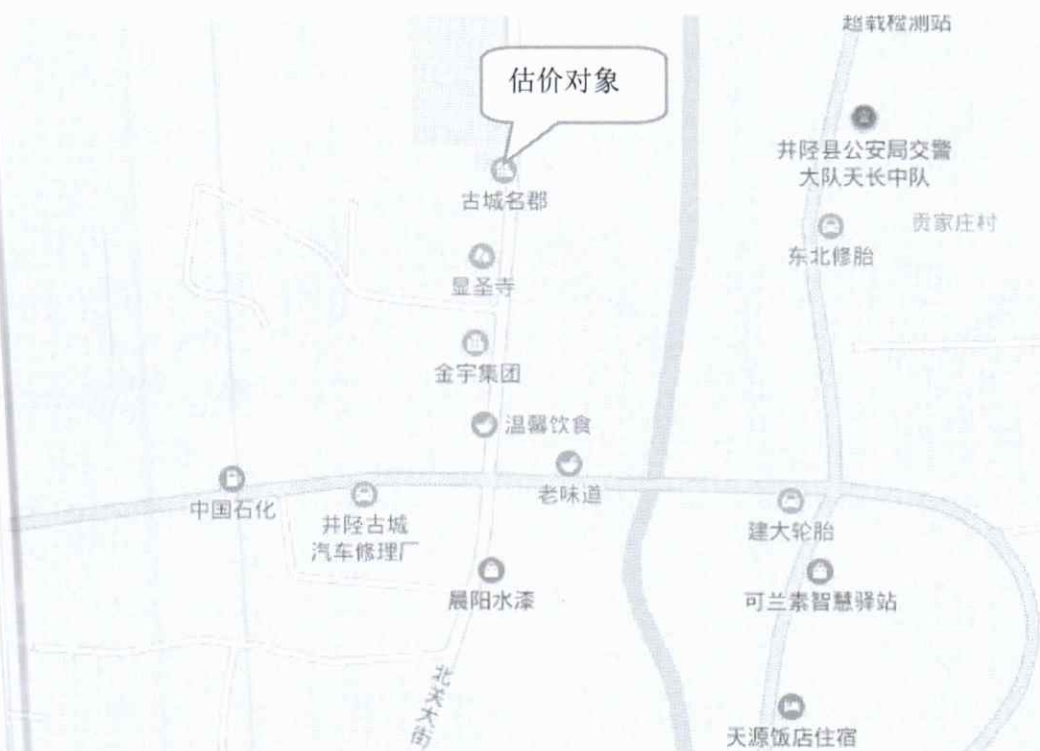 超载检测站
估价对象
井陉县公安局交警
大队天长中队
古城名郡
贡家庄村
东北修胎
显圣寺
金宇集团
温馨饮食
老味道
中国石化
井陉古城
汽车修理厂
建大轮胎
晨阳水漆
可兰素智慧驿站
北关大街
天源饭店住宿